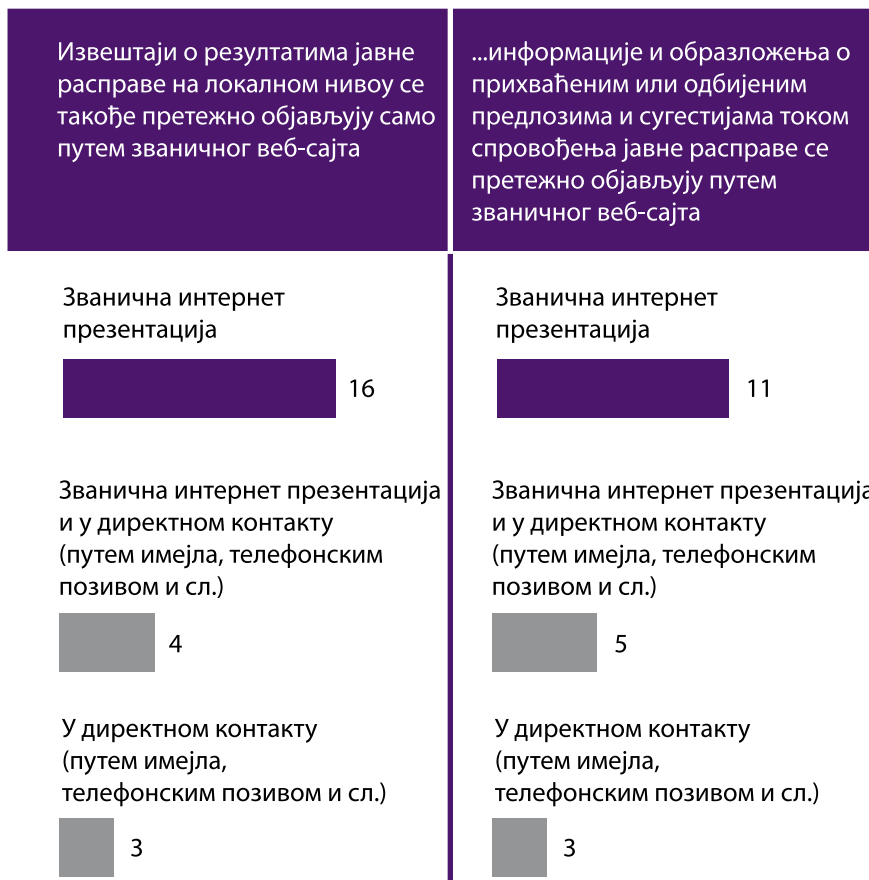 Извештаји о резултатима јавне
расправе на локалном нивоу се
такође претежно објављују само
путем званичног веб-сајта
...информације и образложења о
прихваћеним или одбијеним
предлозима и сугестијама током
спровођења јавне расправе се
претежно објављују путем
званичног веб-сајта
Званична интернет
презентација
16
Званична интернет презентација
и у директном контакту
(путем имејла, телефонским
позивом и сл.)
4
У директном контакту
(путем имејла,
телефонским позивом и сл.)
3
Званична интернет
презентација
11
Званична интернет презентација
и у директном контакту
(путем имејла, телефонским
позивом и сл.)
5
У директном контакту
(путем имејла,
телефонским позивом и сл.)
3